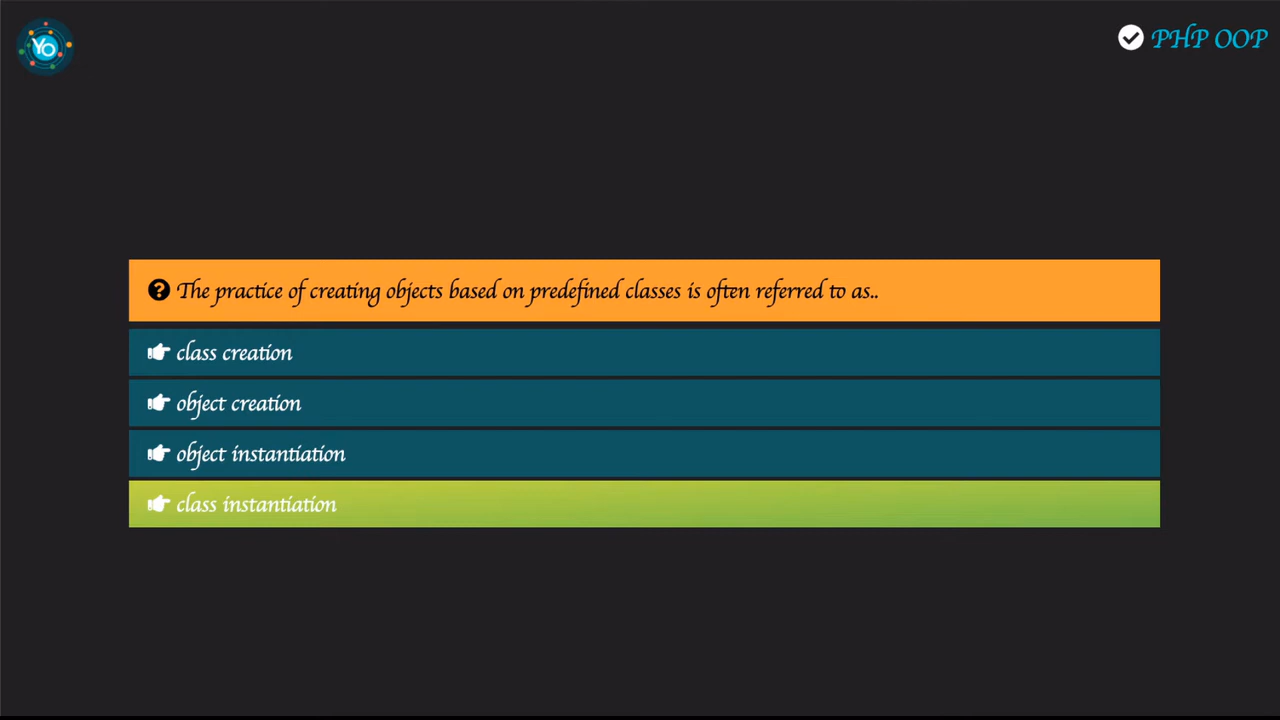 YO
PHP OOP
The practice of creating objects based on predefined classes is often referred to as..
class creation
object creation
object instantiation
class instantiation